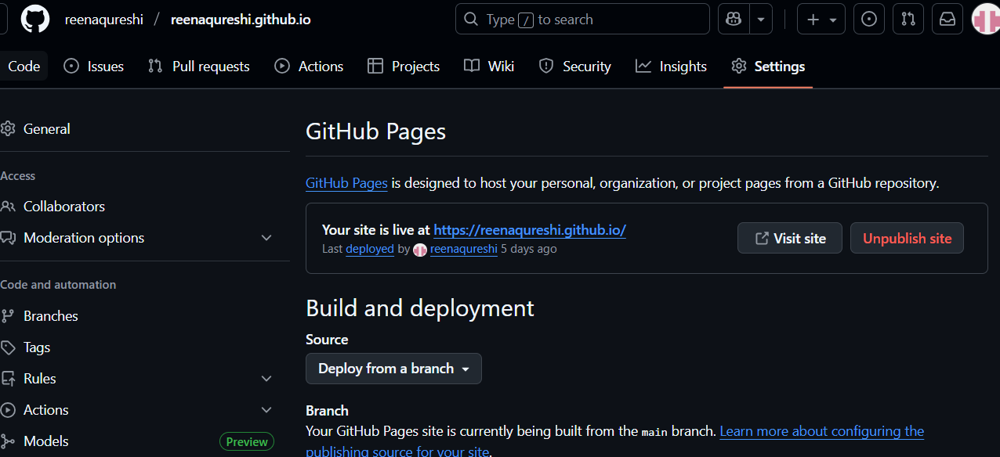 reenaqureshi / reenaqureshi.github.io Type / to search
Code Issues Pull requests Actions Projects Wiki Security Insights Settings
General
Access
Collaborators
Moderation options
Code and automation
Branches
Tags
Rules
Actions
Models Preview
GitHub Pages
GitHub Pages is designed to host your personal, organization, or project pages from a GitHub repository.
Your site is live at https://reenaqureshi.github.io/
Last deployed by reenaqureshi 5 days ago
Visit site Unpublish site
Build and deployment
Source
Deploy from a branch
Branch
Your GitHub Pages site is currently being built from the main branch. Learn more about configuring the
publishing source for your site.